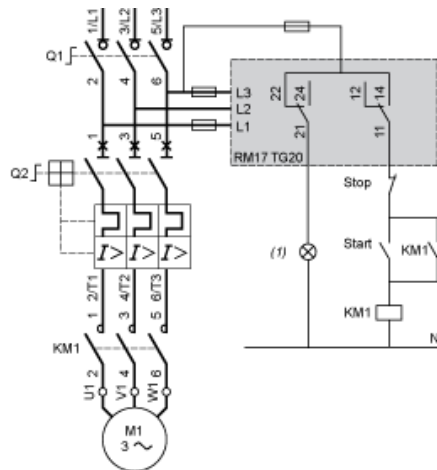 1/L1 3/L2 5/L3
Q1
2 4 6
L3
L2
L1
22 24 12 14
21 11
RM17 TG20
1 3 5
Q2
I> I> I>
2/T1 4/T2 6/T3
1 3 5
KM1
2 4 6
U1 V1 W1
M1
3
Stop
Start KM1
(1)
KM1
N